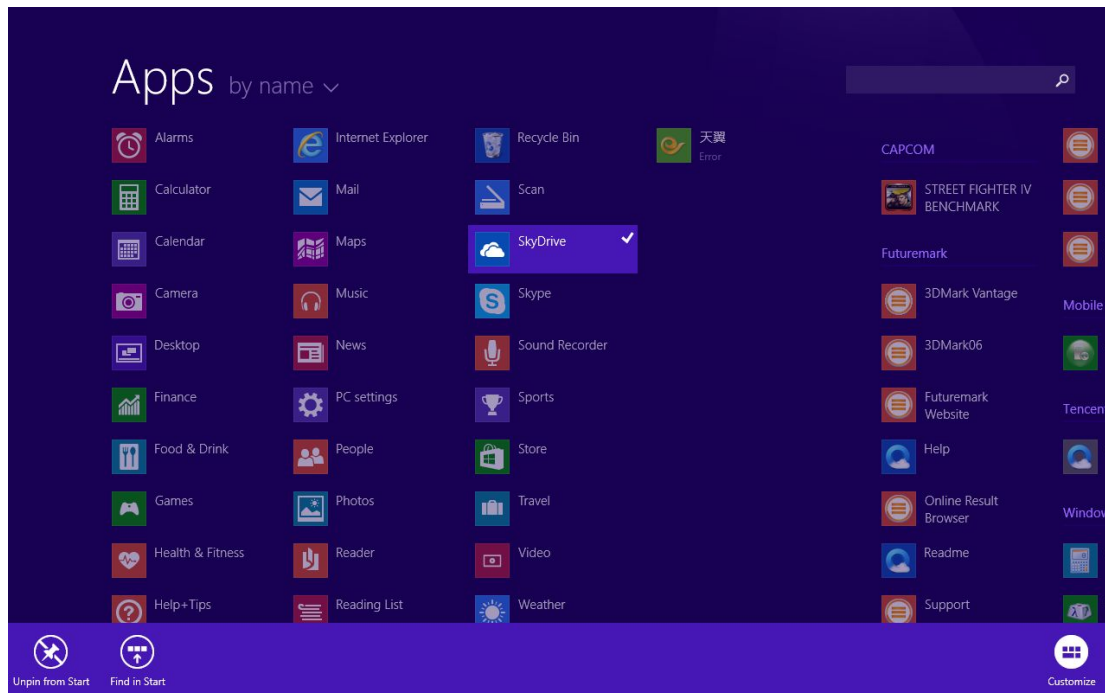 Apps by name
Alarms
Calculator
Calendar
Camera
Desktop
Finance
Food & Drink
Games
Health & Fitness
Help+Tips
Internet Explorer
Mail
Maps
Music
News
PC settings
People
Photos
Reader
Reading List
Recycle Bin
Scan
SkyDrive
Skype
Sound Recorder
Sports
Store
Travel
Video
Weather
天翼
Error
CAPCOM
STREET FIGHTER IV
BENCHMARK
Futuremark
3DMark Vantage
3DMark06
Futuremark
Website
Help
Online Result
Browser
Readme
Support
Mobile
Tencen
Window
Unpin from Start
Find in Start
Customize